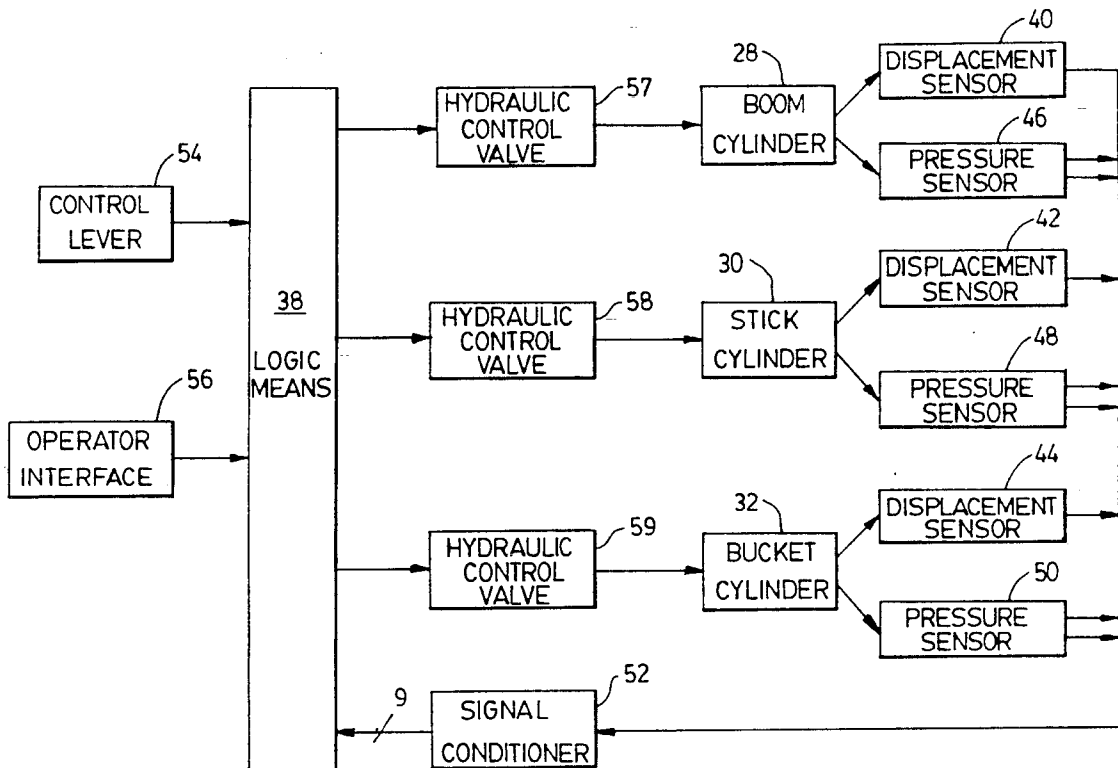 40
DISPLACEMENT
SENSOR
28
57
HYDRAULIC
CONTROL
VALVE
BOOM
CYLINDER
46
PRESSURE
SENSOR
54
CONTROL
LEVER
42
DISPLACEMENT
SENSOR
30
58
38
LOGIC
MEANS
HYDRAULIC
CONTROL
VALVE
STICK
CYLINDER
48
PRESSURE
SENSOR
56
OPERATOR
INTERFACE
44
DISPLACEMENT
SENSOR
32
59
HYDRAULIC
CONTROL
VALVE
BUCKET
CYLINDER
50
PRESSURE
SENSOR
52
9
SIGNAL
CONDITIONER